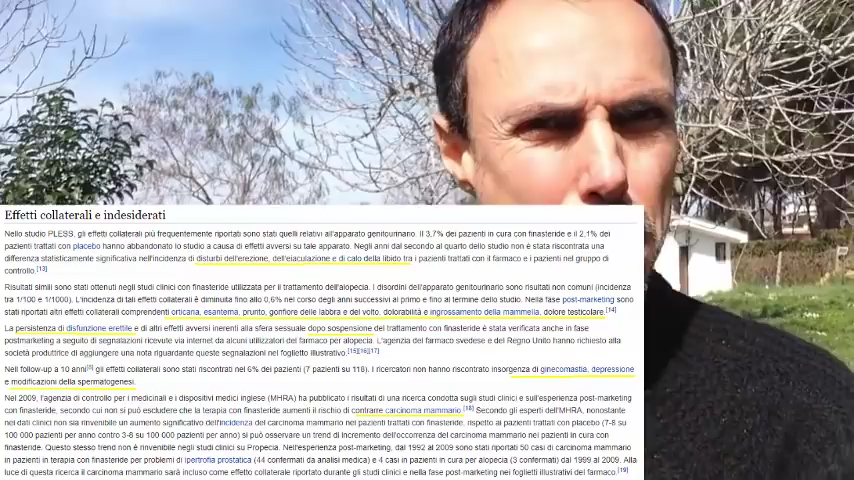 Effetti collaterali e indesiderati
Nello studio PLESS, gli effetti collaterali più frequentemente riportati sono stati quelli relativi all'apparato genitourinario. Il 3,7% dei pazienti in cura con finasteride e il 2,1% dei
pazienti trattati con placebo hanno abbandonato lo studio a causa di effetti avversi su tale apparato. Negli anni dal secondo al quarto dello studio non è stata riscontrata una
differenza statisticamente significativa nell'incidenza di disturbi dell'erezione, dell'eiaculazione e di calo della libido tra i pazienti trattati con il farmaco e i pazienti nel gruppo di
controllo.[13]
Risultati simili sono stati ottenuti negli studi clinici con finasteride utilizzata per il trattamento dell'alopecia. I disordini dell'apparato genitourinario sono risultati non comuni (incidenza
tra 1/100 e 1/1000). L'incidenza di tali effetti collaterali è diminuita fino allo 0,6% nel corso degli anni successivi al primo e fino al termine dello studio. Nella fase post-marketing sono
stati riportati altri effetti collaterali comprendenti orticaria, esantema, prurito, gonfiore delle labbra e del volto, dolorabilità e ingrossamento della mammella, dolore testicolare.[14]
La persistenza di disfunzione erettile e di altri effetti avversi inerenti alla sfera sessuale dopo sospensione del trattamento con finasteride è stata verificata anche in fase
postmarketing a seguito di segnalazioni ricevute via internet da alcuni utilizzatori del farmaco per alopecia. L'agenzia del farmaco svedese e del Regno Unito hanno richiesto alla
società produttrice di aggiungere una nota riguardante queste segnalazioni nel foglietto illustrativo.[15][16][17]
Nell follow-up a 10 anni[6] gli effetti collaterali sono stati riscontrati nel 6% dei pazienti (7 pazienti su 118). I ricercatori non hanno riscontrato insorgenza di ginecomastia, depressione
e modificazioni della spermatogenesi.
Nel 2009, l'agenzia di controllo per i medicinali e i dispositivi medici inglese (MHRA) ha pubblicato i risultati di una ricerca condotta sugli studi clinici e sull'esperienza post-marketing
con finasteride, secondo cui non si può escludere che la terapia con finasteride aumenti il rischio di contrarre carcinoma mammario.[18] Secondo gli esperti dell'MHRA, nonostante
nei dati clinici non sia rinvenibile un aumento significativo dell'incidenza del carcinoma mammario nei pazienti trattati con finasteride, rispetto ai pazienti trattati con placebo (7-8 su
100 000 pazienti per anno contro 3-8 su 100 000 pazienti per anno) si può osservare un trend di incremento dell'occorrenza del carcinoma mammario nei pazienti in cura con
finasteride. Questo stesso trend non è rinvenibile negli studi clinici su Propecia. Nell'esperienza post-marketing, dal 1992 al 2009 sono stati riportati 50 casi di carcinoma mammario
in pazienti in terapia con finasteride per problemi di ipertrofia prostatica (44 confermati da analisi medica) e 4 casi in pazienti in cura per alopecia (3 confermati) dal 1999 al 2009. Alla
luce di questa ricerca il carcinoma mammario sarà incluso come effetto collaterale riportato durante gli studi clinici e nella fase post-marketing nei foglietti illustrativi del farmaco.[19]